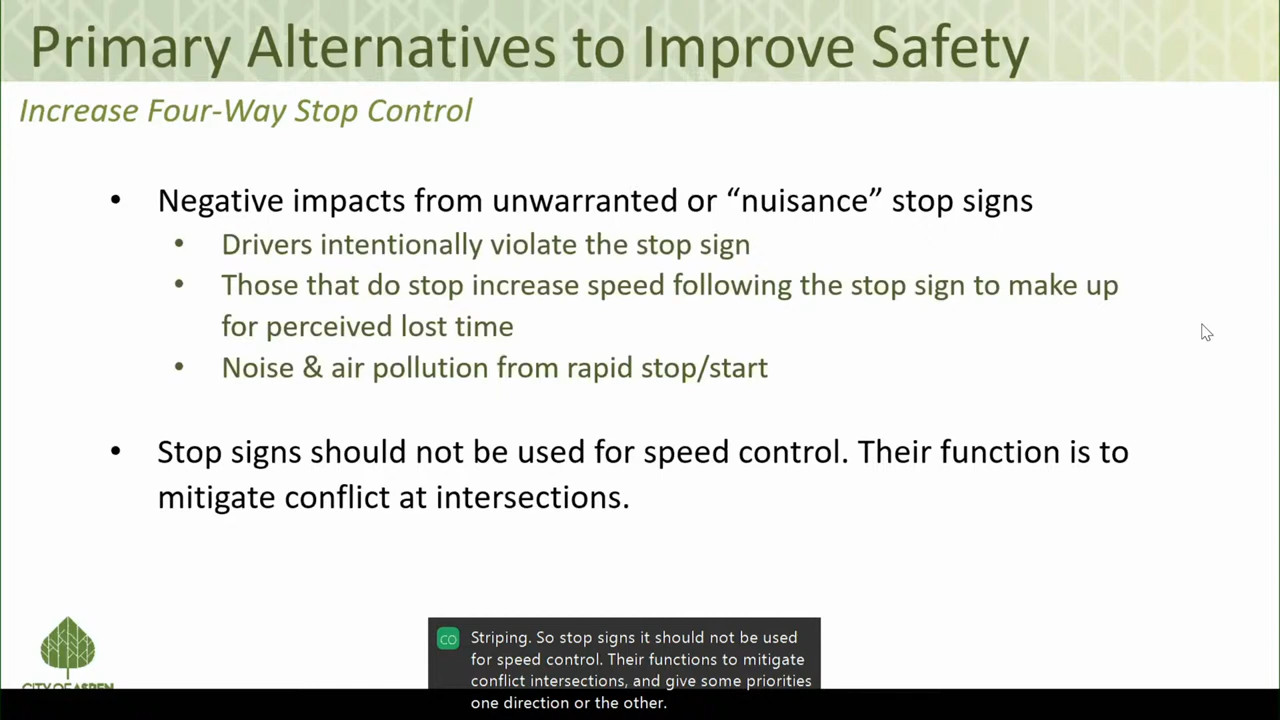 Primary Alternatives to Improve Safety
Increase Four-Way Stop Control
• Negative impacts from unwarranted or “nuisance” stop signs
• Drivers intentionally violate the stop sign
• Those that do stop increase speed following the stop sign to make up
for perceived lost time
• Noise & air pollution from rapid stop/start
• Stop signs should not be used for speed control. Their function is to
mitigate conflict at intersections.
CITY OF ASPEN
CO
Striping. So stop signs it should not be used
for speed control. Their functions to mitigate
conflict intersections, and give some priorities
one direction or the other.